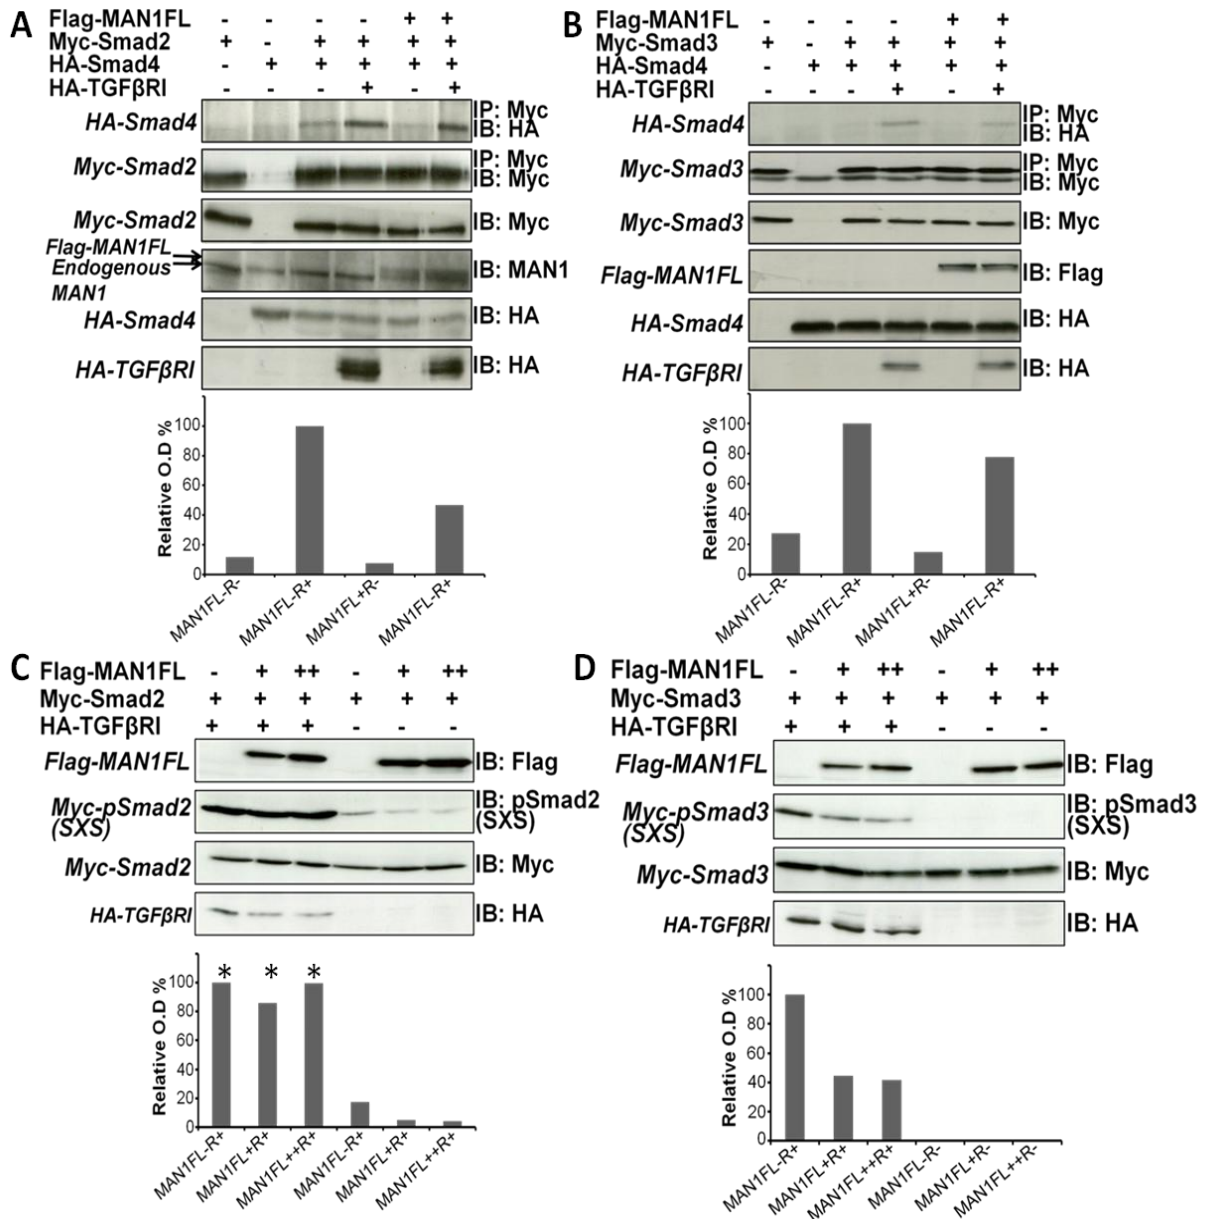 A
Flag-MAN1FL + +
Myc-Smad2 + - + + + +
HA-Smad4 - + + + + +
HA-TGFβRI - - - + - +
HA-Smad4 IP: Myc IB: HA
Myc-Smad2 IP: Myc IB: Myc
Myc-Smad2 IB: Myc
Flag-MAN1FL
Endogenous MAN1 IB: MAN1
HA-Smad4 IB: HA
HA-TGFβRI IB: HA
Relative O.D %
100
80
60
40
20
0
MAN1FL-R- MAN1FL-R+ MAN1FL+R- MAN1FL-R+
B
Flag-MAN1FL - - - - + +
Myc-Smad3 + - + + + +
HA-Smad4 - + + + + +
HA-TGFβRI - - - + - +
HA-Smad4 IP: Myc IB: HA
Myc-Smad3 IP: Myc IB: Myc
Myc-Smad3 IB: Myc
Flag-MAN1FL IB: Flag
HA-Smad4 IB: HA
HA-TGFβRI IB: HA
Relative O.D %
100
80
60
40
20
0
MAN1FL-R- MAN1FL-R+ MAN1FL+R- MAN1FL-R+
C
Flag-MAN1FL - + ++ - + ++
Myc-Smad2 + + + + + +
HA-TGFβRI + + + - - -
Flag-MAN1FL IB: Flag
Myc-pSmad2 (SXS) IB: pSmad2 (SXS)
Myc-Smad2 IB: Myc
HA-TGFβRI IB: HA
Relative O.D %
* * *
100
80
60
40
20
0
MAN1FL-R+ MAN1FL+R+ MAN1FL++R+ MAN1FL-R+ MAN1FL+R+ MAN1FL++R+
D
Flag-MAN1FL - + ++ - + ++
Myc-Smad3 + + + + + +
HA-TGFβRI + + + - - -
Flag-MAN1FL IB: Flag
Myc-pSmad3 (SXS) IB: pSmad3 (SXS)
Myc-Smad3 IB: Myc
HA-TGFβRI IB: HA
Relative O.D %
100
80
60
40
20
0
MAN1FL-R+ MAN1FL+R+ MAN1FL++R+ MAN1FL-R- MAN1FL+R- MAN1FL++R-